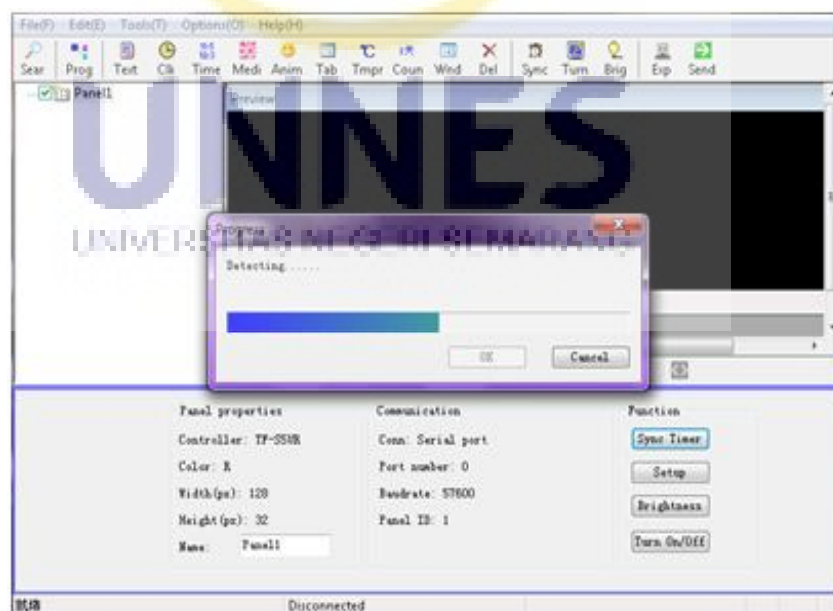 File(F) Edit(E) Tools(T) Options(O) Help(H)
Sear Prog Text Clk Time Medi Anim Tab Tmpr Coun Wnd Del Sync Turn Brig Exp Send
Panel1
Preview
UNNES
UNIVERSITAS NEGERI SEMARANG
Progress
Detecting......
OK Cancel
Panel properties
Controller:
Color: R
Width(px): 128
Height(px): 32
Name: Panel1
Communication
Conn: Serial port
Port number: 0
Baudrate: 57600
Panel ID: 1
Function
Sync Timer
Setup
Brightness
Turn On/Off
就绪 Disconnected